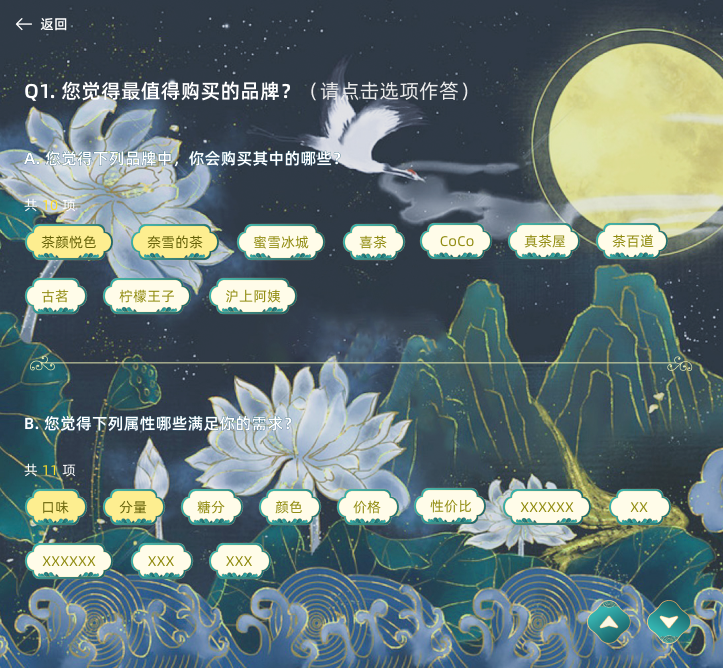 返回
Q1. 您觉得最值得购买的品牌？（请点击选项作答）
A. 您觉得下列品牌中，你会购买其中的哪些？
共 项
茶颜悦色 奈雪的茶 蜜雪冰城 喜茶 CoCo 真茶屋 茶百道
古茗 柠檬王子 沪上阿姨
B. 您觉得下列属性哪些满足你的需求？
共 11 项
口味 分量 糖分 颜色 价格 性价比 XXXXXX XX
XXXXXX XXX XXX